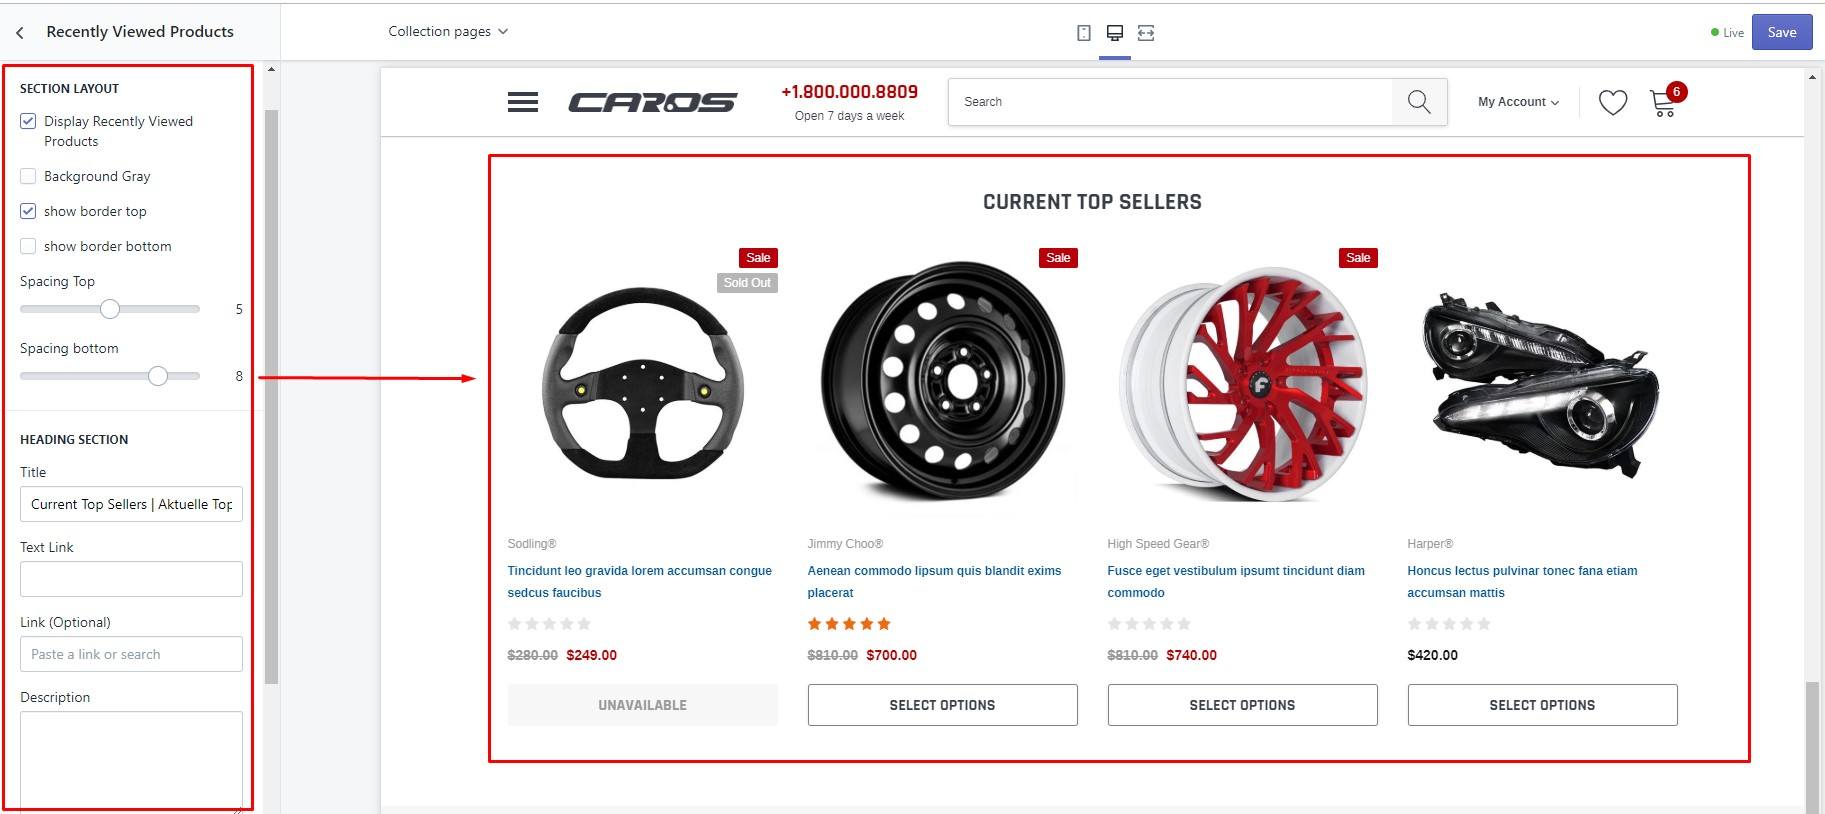 Recently Viewed Products
Collection pages
Live
Save
SECTION LAYOUT
Display Recently Viewed
Products
Background Gray
show border top
show border bottom
Spacing Top
5
Spacing bottom
8
HEADING SECTION
Title
Current Top Sellers | Aktuelle Top
Text Link
Link (Optional)
Paste a link or search
Description
CAROS
+1.800.000.8809
Open 7 days a week
Search
My Account
6
CURRENT TOP SELLERS
Sale
Sold Out
Sale
Sale
F
Sodling®
Tincidunt leo gravida lorem accumsan congue
sedcus faucibus
$280.00 $249.00
UNAVAILABLE
Jimmy Choo®
Aenean commodo lipsum quis blandit exims
placerat
$810.00 $700.00
SELECT OPTIONS
High Speed Gear®
Fusce eget vestibulum ipsumt tincidunt diam
commodo
$810.00 $740.00
SELECT OPTIONS
Harper®
Honcus lectus pulvinar tonec fana etiam
accumsan mattis
$420.00
SELECT OPTIONS